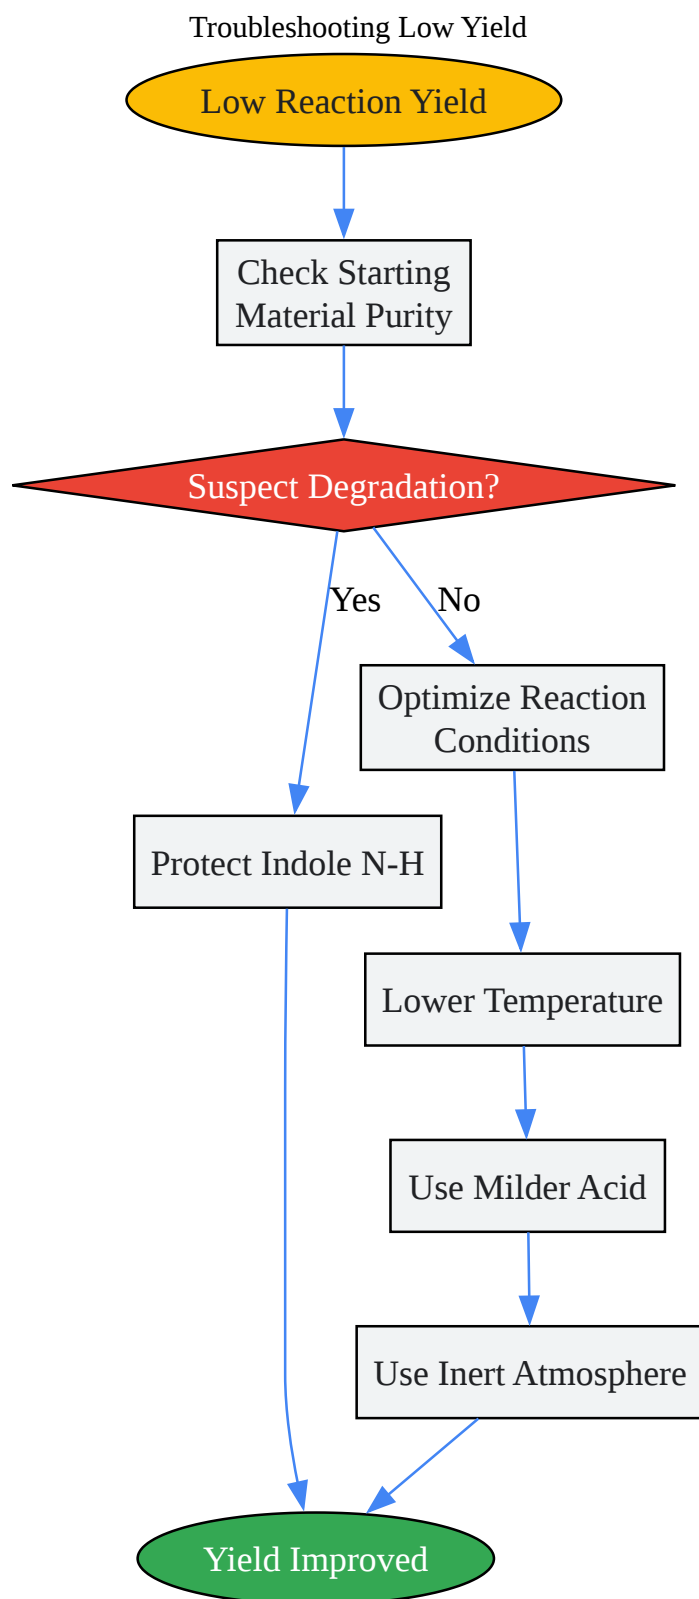 Troubleshooting Low Yield
Low Reaction Yield
Check Starting
Material Purity
Suspect Degradation?
Yes
No
Optimize Reaction
Conditions
Protect Indole N-H
Lower Temperature
Use Milder Acid
Use Inert Atmosphere
Yield Improved